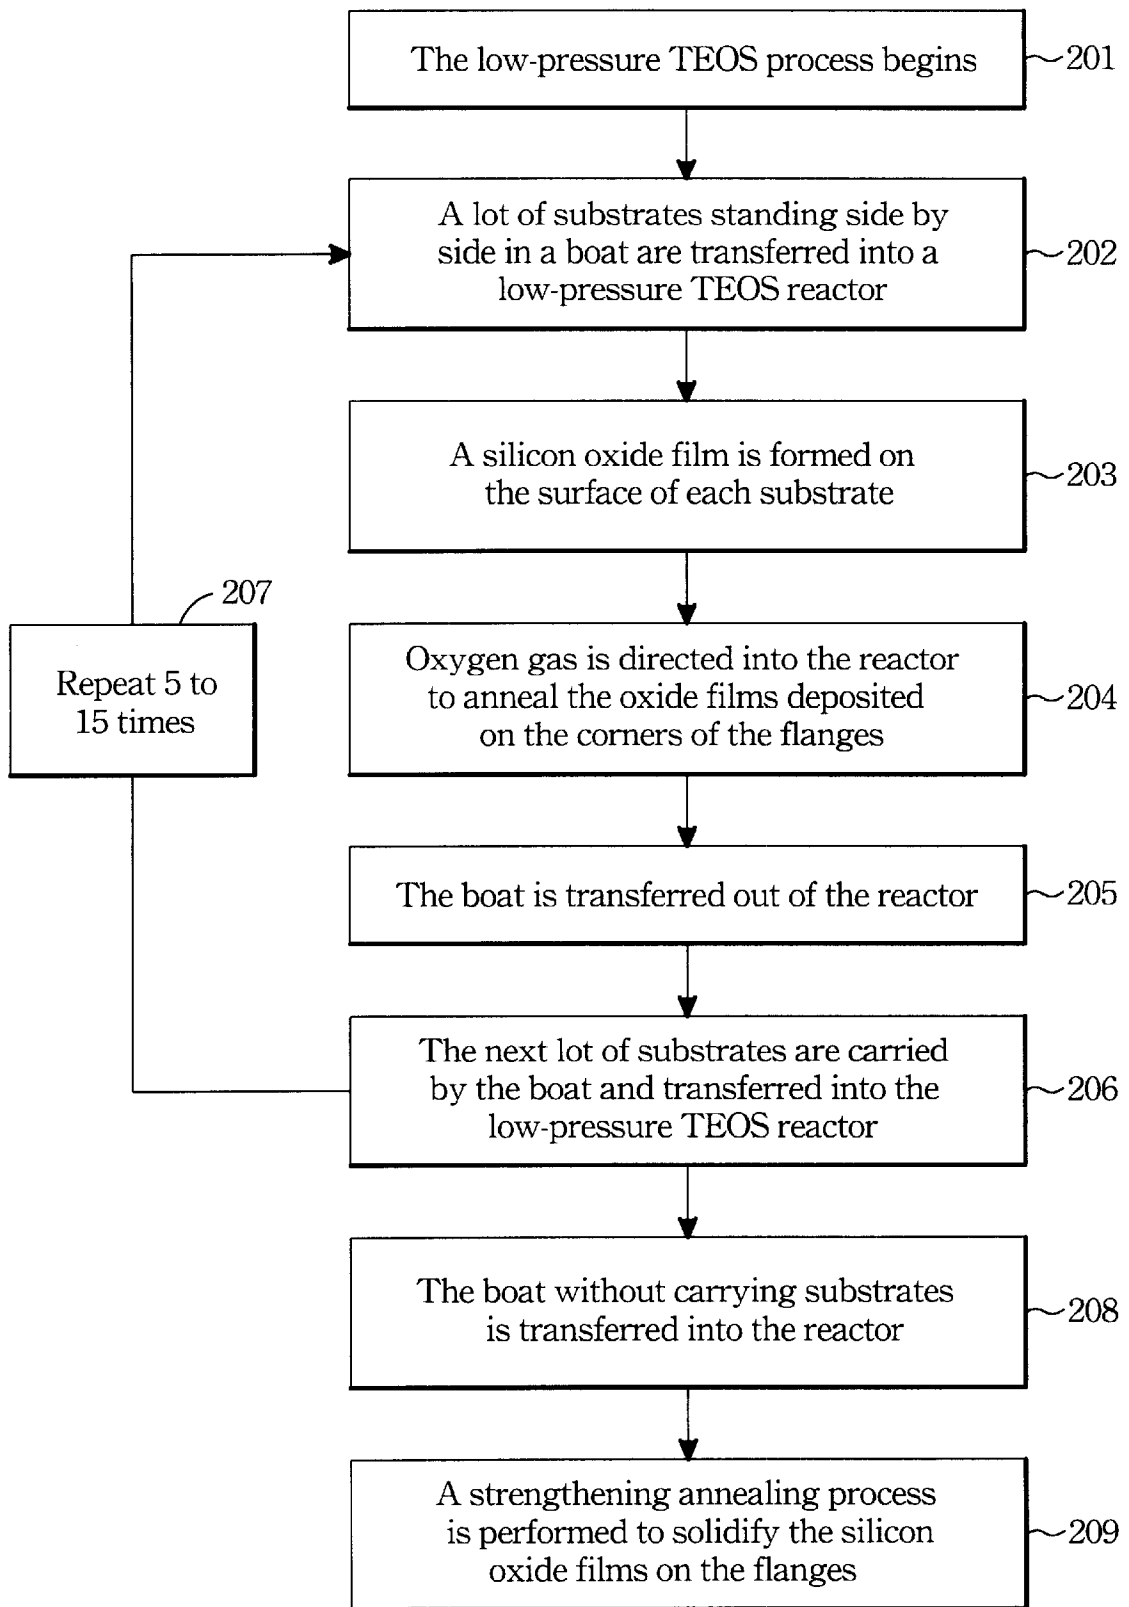 The low-pressure TEOS process begins
201
A lot of substrates standing side by
side in a boat are transferred into a
low-pressure TEOS reactor
202
A silicon oxide film is formed on
the surface of each substrate
203
207
Repeat 5 to
15 times
Oxygen gas is directed into the reactor
to anneal the oxide films deposited
on the corners of the flanges
204
The boat is transferred out of the reactor
205
The next lot of substrates are carried
by the boat and transferred into the
low-pressure TEOS reactor
206
The boat without carrying substrates
is transferred into the reactor
208
A strengthening annealing process
is performed to solidify the silicon
oxide films on the flanges
209